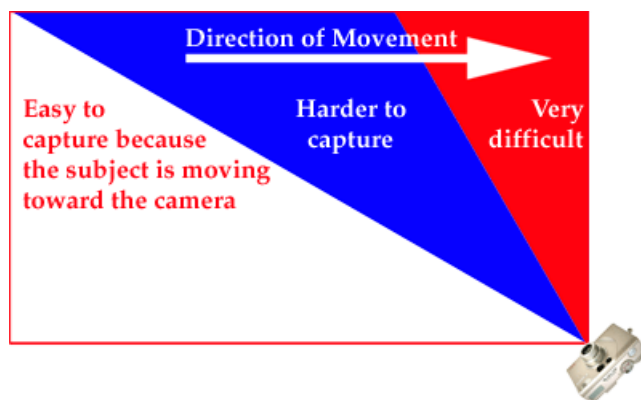 Direction of Movement
Easy to
capture because
the subject is moving
toward the camera
Harder to
capture
Very
difficult